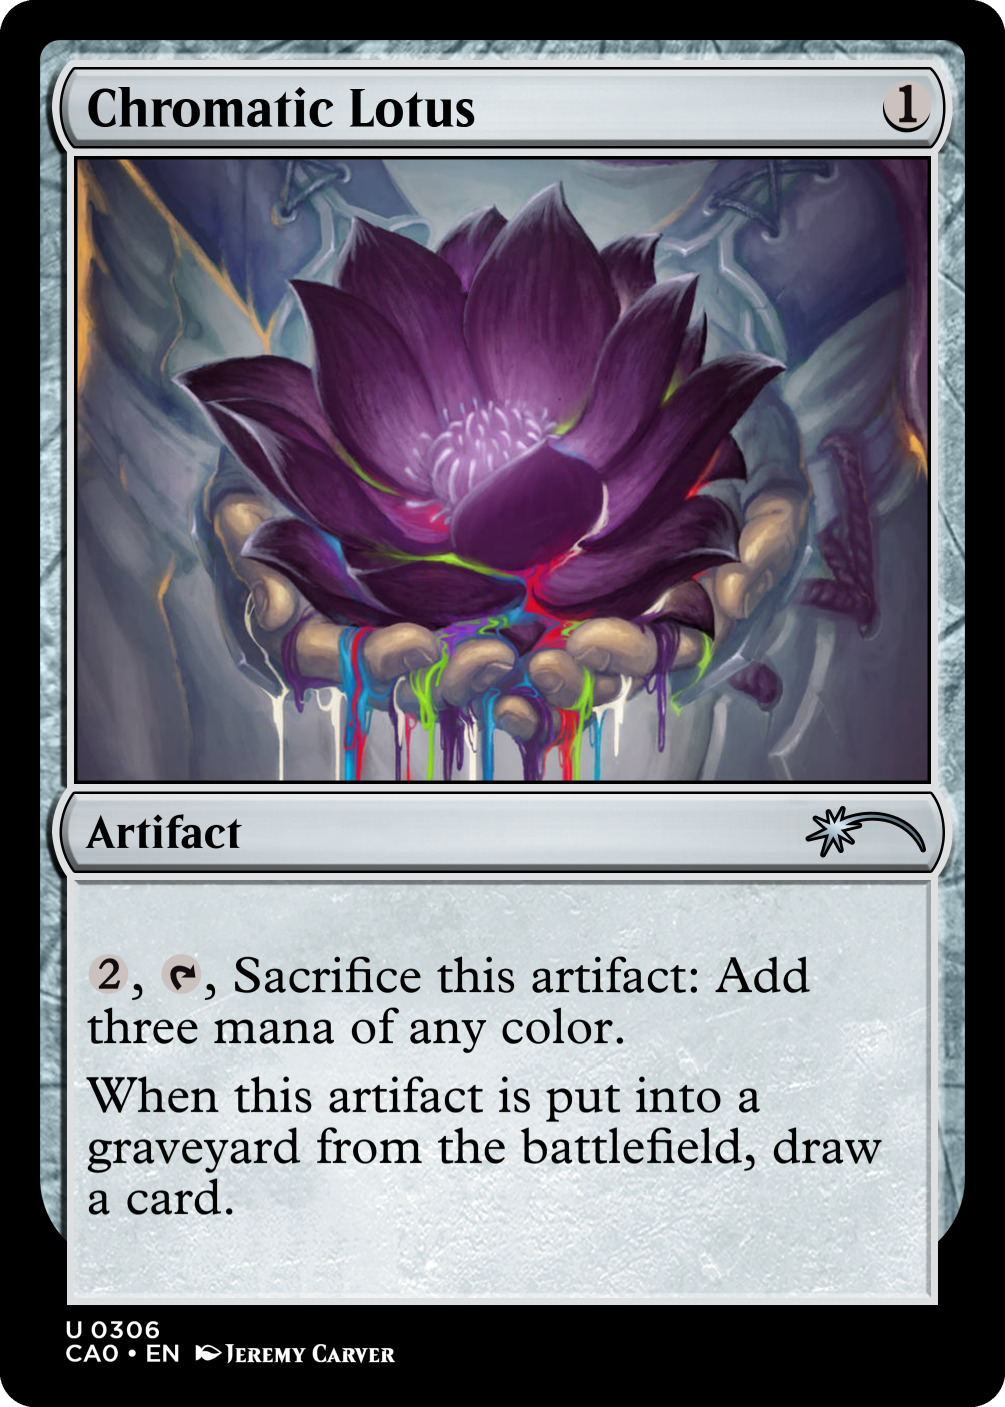 Chromatic Lotus 1
Artifact
2, , Sacrifice this artifact: Add
three mana of any color.
When this artifact is put into a
graveyard from the battlefield, draw
a card.
U 0306
CAO • EN JEREMY CARVER